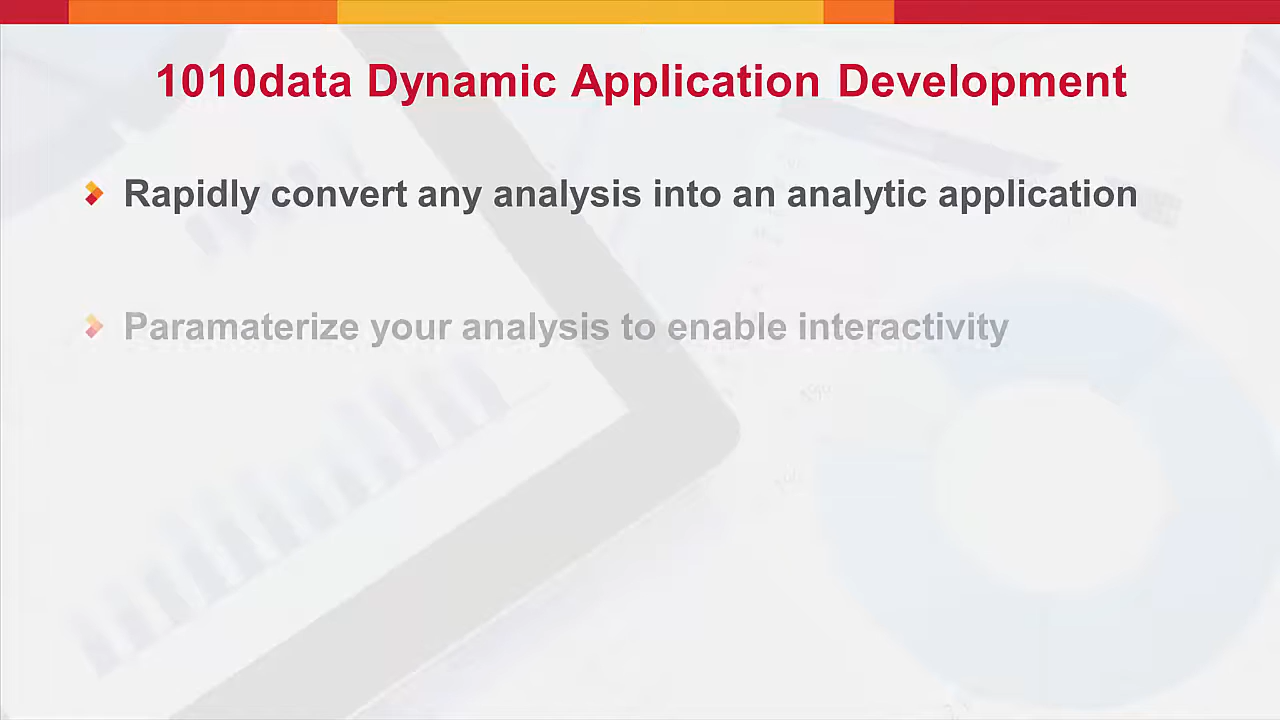 1010data Dynamic Application Development
Rapidly convert any analysis into an analytic application
Paramaterize your analysis to enable interactivity